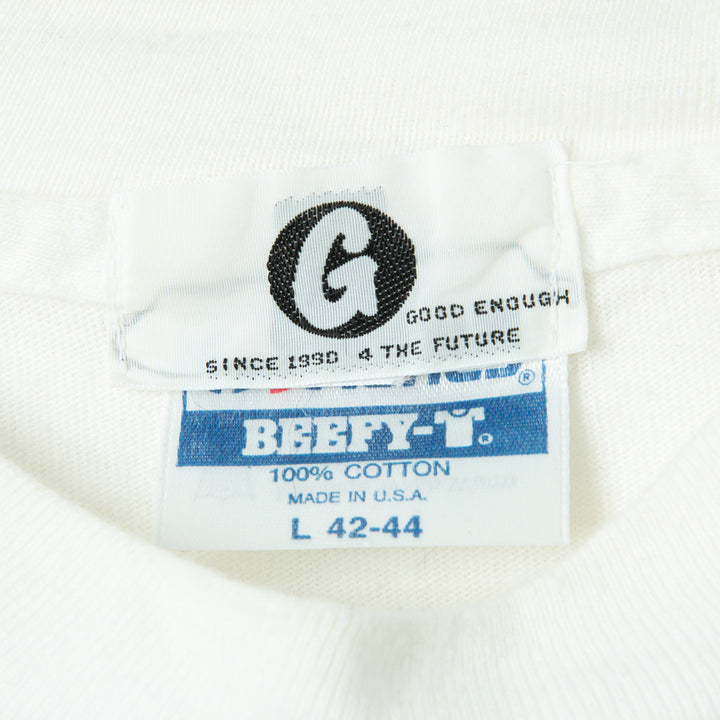 G
GOOD ENOUGH
SINCE 1990 4 THE FUTURE
®
BEEFY-T®
100% COTTON
MADE IN U.S.A.
L 42-44